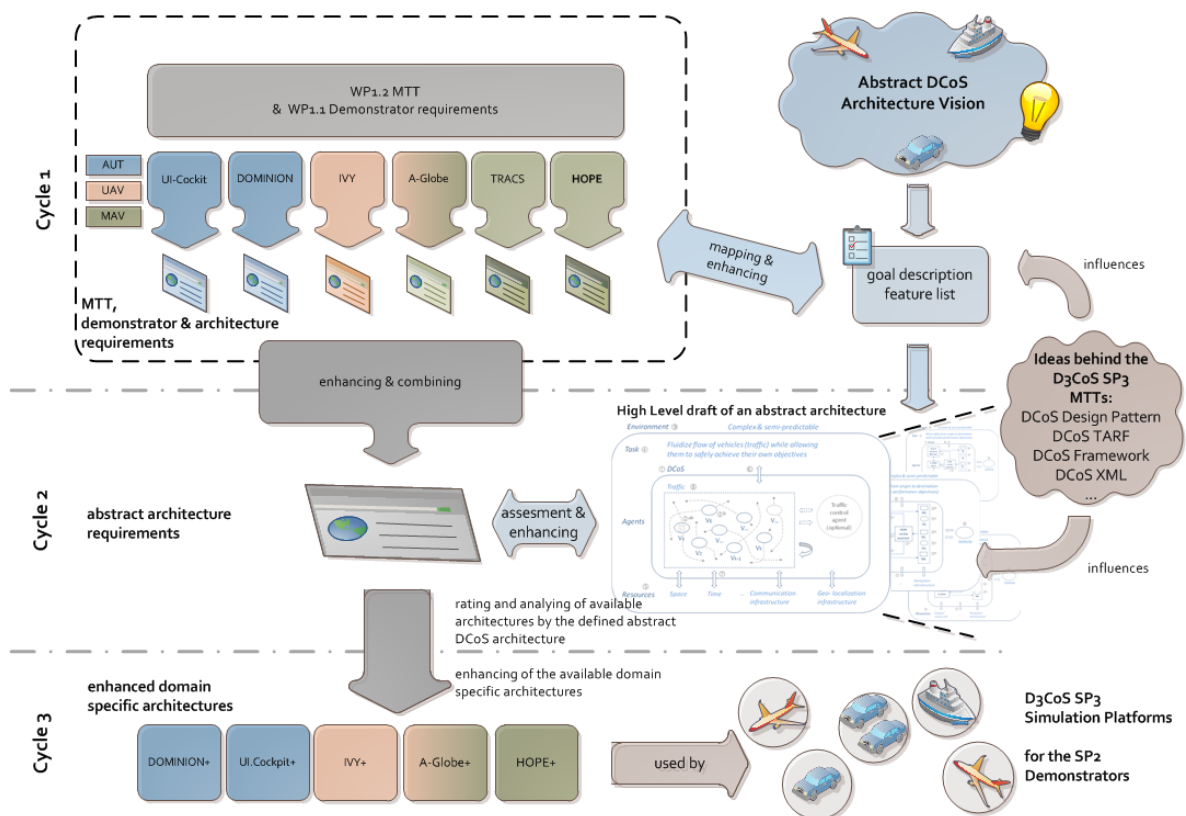 WP1.2 MTT
& WP1.1 Demonstrator requirements
AUT
UAV
MAV
UI-Cockit
DOMINION
IVY
A-Globe
TRACS
HOPE
Cycle 1
MTT,
demonstrator & architecture
requirements
Abstract DCoS
Architecture Vision
mapping &
enhancing
goal description
feature list
influences
enhancing & combining
Ideas behind the
D3CoS SP3
MTTs:
DCoS Design Pattern
DCoS TARF
DCoS Framework
DCoS XML
...
influences
Cycle 2
abstract architecture
requirements
assesment &
enhancing
High Level draft of an abstract architecture
Environment
Complex & semi-predictable
Task
Fluidize flow of vehicles (traffic) while allowing
them to safely achieve their own objectives
DCoS
Traffic
Agents
Traffic
control
agent
(optional)
Resources
Space
Time
... Communication
infrastructure
Geo- localization
infrastructure
rating and analying of available
architectures by the defined abstract
DCoS architecture
enhancing of the available domain
specific architectures
Cycle 3
enhanced domain
specific architectures
DOMINION+
UI.Cockpit+
IVY+
A-Globe+
HOPE+
used by
D3CoS SP3
Simulation Platforms
for the SP2
Demonstrators